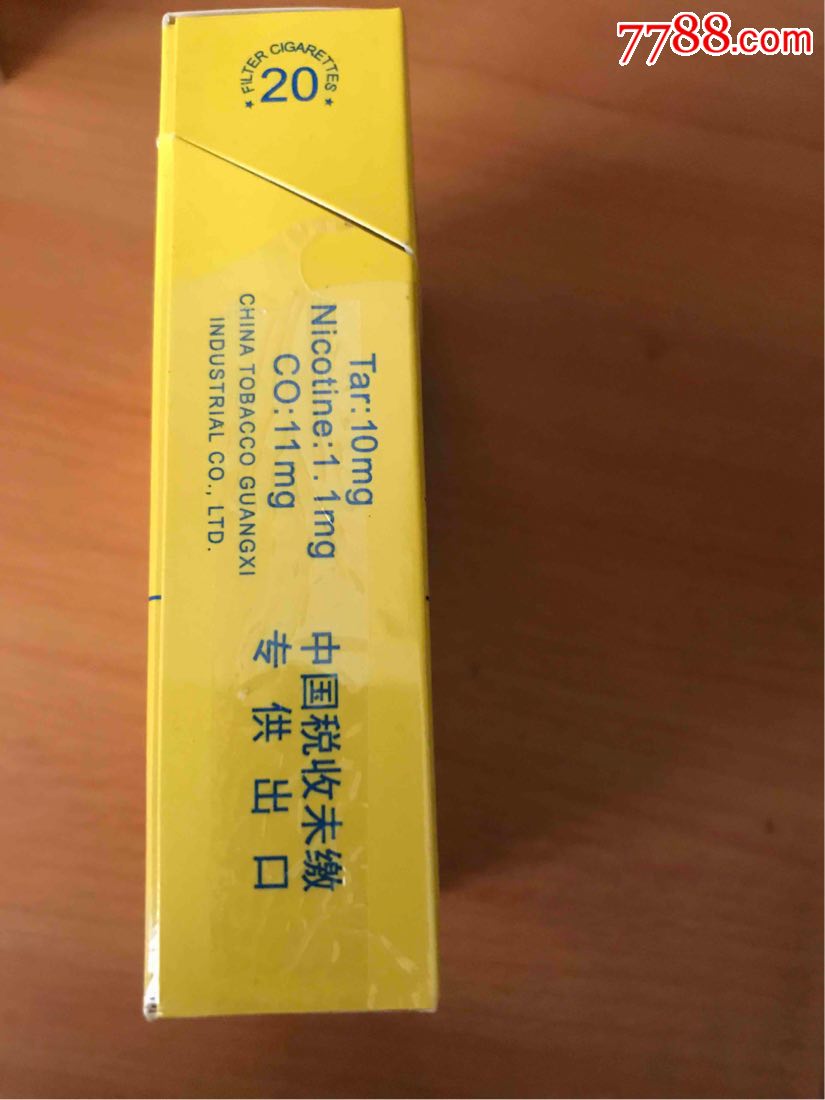 7788.com
★ FILTER CIGARETTES ★
20
Tar:10mg
Nicotine:1.1mg
CO:11mg
CHINA TOBACCO GUANGXI
INDUSTRIAL CO., LTD.
中国税收未缴
专供出口